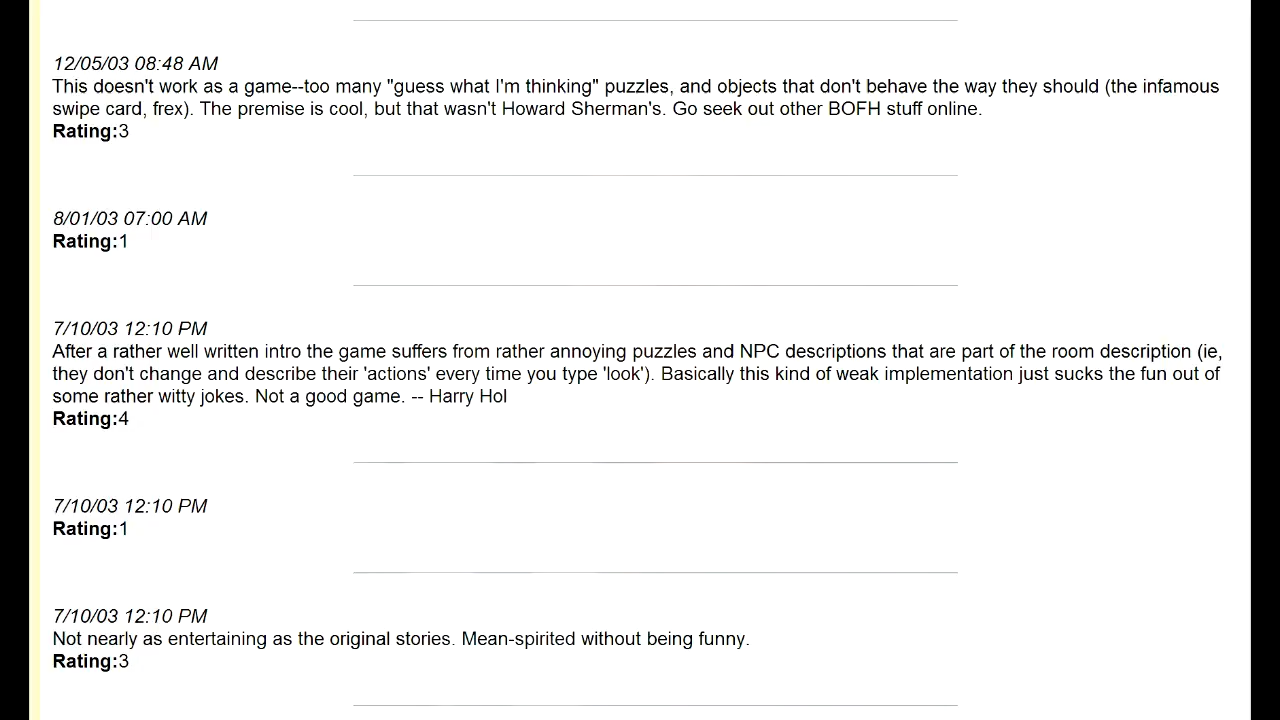 12/05/03 08:48 AM
This doesn't work as a game--too many "guess what I'm thinking" puzzles, and objects that don't behave the way they should (the infamous
swipe card, frex). The premise is cool, but that wasn't Howard Sherman's. Go seek out other BOFH stuff online.
Rating:3
8/01/03 07:00 AM
Rating:1
7/10/03 12:10 PM
After a rather well written intro the game suffers from rather annoying puzzles and NPC descriptions that are part of the room description (ie,
they don't change and describe their 'actions' every time you type 'look'). Basically this kind of weak implementation just sucks the fun out of
some rather witty jokes. Not a good game. -- Harry Hol
Rating:4
7/10/03 12:10 PM
Rating:1
7/10/03 12:10 PM
Not nearly as entertaining as the original stories. Mean-spirited without being funny.
Rating:3